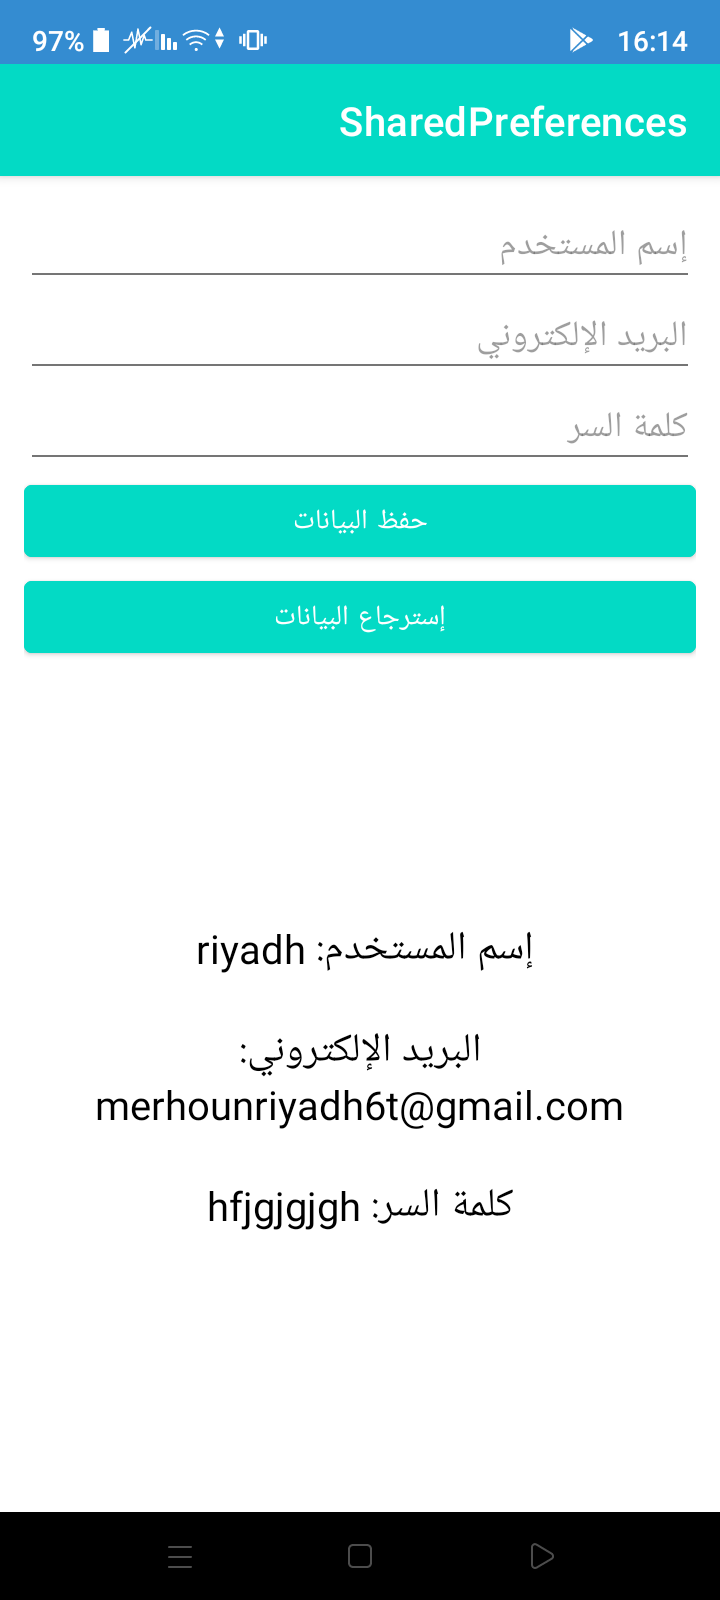 97% 16:14
SharedPreferences
إسم المستخدم
البريد الإلكتروني
كلمة السر
حفظ البيانات
إسترجاع البيانات
إسم المستخدم: riyadh
البريد الإلكتروني:
merhounriyadh6t@gmail.com
كلمة السر: hfjgjgjgh